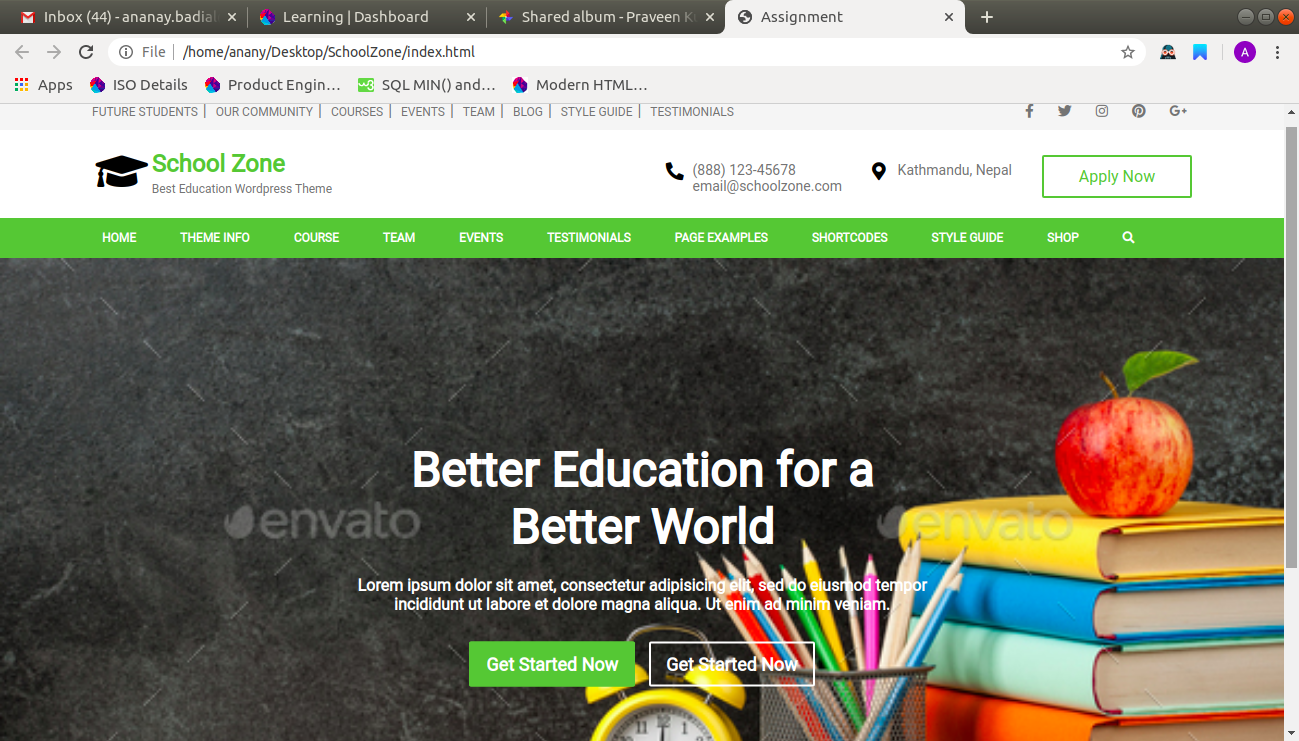 Inbox (44) - ananay.badial
Learning | Dashboard
Shared album - Praveen K
Assignment
File | /home/anany/Desktop/SchoolZone/index.html
A
Apps
ISO Details
Product Engin…
SQL MIN() and…
Modern HTML…
FUTURE STUDENTS | OUR COMMUNITY | COURSES | EVENTS | TEAM | BLOG | STYLE GUIDE | TESTIMONIALS
School Zone
Best Education Wordpress Theme
(888) 123-45678
email@schoolzone.com
Kathmandu, Nepal
Apply Now
HOME THEME INFO COURSE TEAM EVENTS TESTIMONIALS PAGE EXAMPLES SHORTCODES STYLE GUIDE SHOP
Better Education for a
Better World
envato
envato
Lorem ipsum dolor sit amet, consectetur adipisicing elit, sed do eiusmod tempor
incididunt ut labore et dolore magna aliqua. Ut enim ad minim veniam.
Get Started Now
Get Started Now
11 12 1